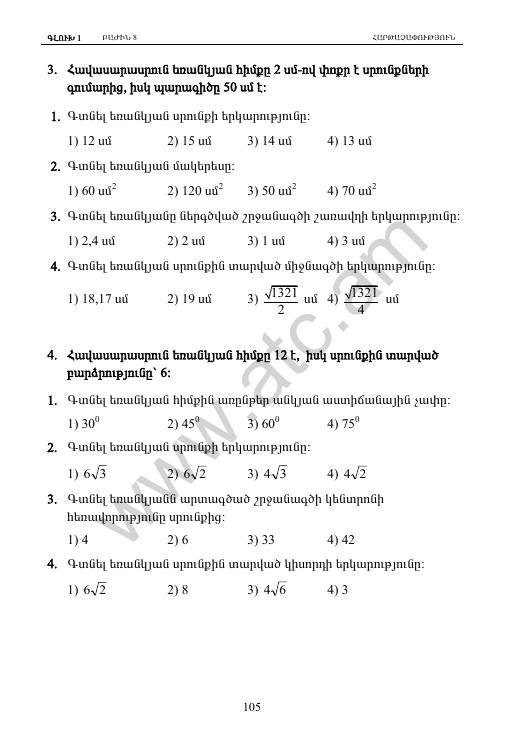 ԳԼՈՒԽ 1 ԲԱԺԻՆ 8 ՀԱՐԹԱՉԱՓՈՒԹՅՈՒՆ
3. Հավասարասրուն եռանկյան հիմքը 2 սմ-ով փոքր է սրունքների
գումարից, իսկ պարագիծը 50 սմ է:
1. Գտնել եռանկյան սրունքի երկարությունը:
1) 12 սմ 2) 15 սմ 3) 14 սմ 4) 13 սմ
2. Գտնել եռանկյան մակերեսը:
1) 60 սմ² 2) 120 սմ² 3) 50 սմ² 4) 70 սմ²
3. Գտնել եռանկյանը ներգծված շրջանագծի շառավղի երկարությունը:
1) 2,4 սմ 2) 2 սմ 3) 1 սմ 4) 3 սմ
4. Գտնել եռանկյան սրունքին տարված միջնագծի երկարությունը:
1) 18,17 սմ 2) 19 սմ 3) √1321/2 սմ 4) √1321/4 սմ
4. Հավասարասրուն եռանկյան հիմքը 12 է, իսկ սրունքին տարված
բարձրությունը` 6:
1. Գտնել եռանկյան հիմքին առընթեր անկյան աստիճանային չափը:
1) 30⁰ 2) 45⁰ 3) 60⁰ 4) 75⁰
2. Գտնել եռանկյան սրունքի երկարությունը:
1) 6√3 2) 6√2 3) 4√3 4) 4√2
3. Գտնել եռանկյանն արտագծած շրջանագծի կենտրոնի
հեռավորությունը սրունքից:
1) 4 2) 6 3) 33 4) 42
4. Գտնել եռանկյան սրունքին տարված կիսորդի երկարությունը:
1) 6√2 2) 8 3) 4√6 4) 3
105
www.atc.am